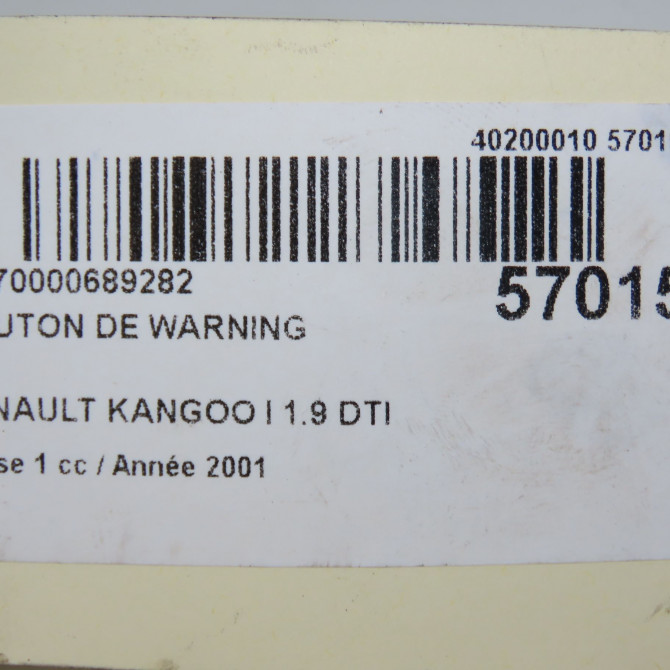 40200010 5701
70000689282
57015
UTON DE WARNING
NAULT KANGOO I 1.9 DTI
se 1 cc / Année 2001